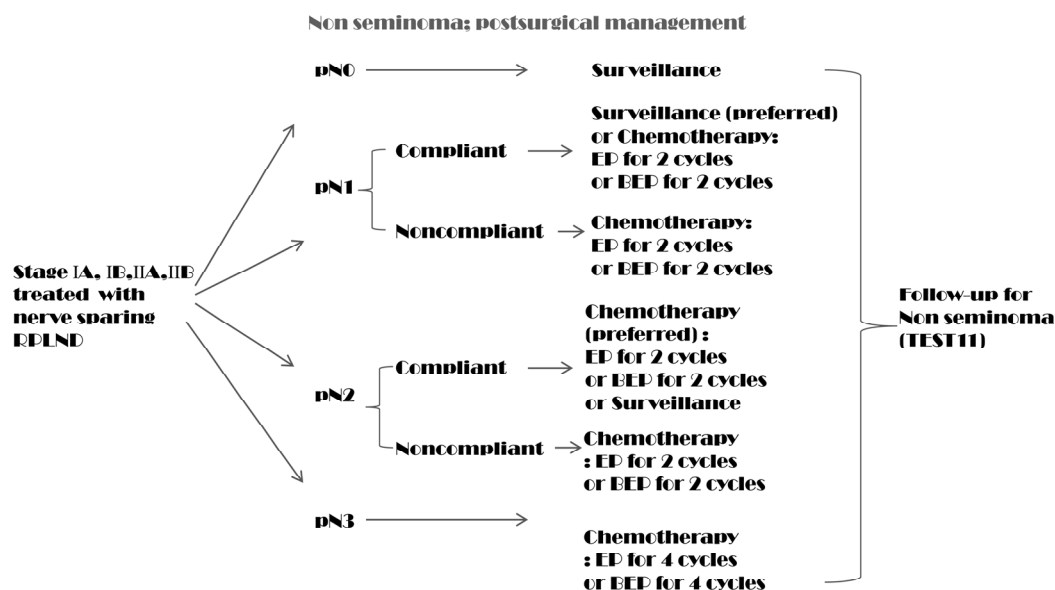 Non seminoma; postsurgical management
pN0
Surveillance
Surveillance (preferred)
or Chemotherapy:
EP for 2 cycles
or BEP for 2 cycles
Compliant
pN1
Noncompliant
Chemotherapy:
EP for 2 cycles
or BEP for 2 cycles
Stage IA, IB,IIA,IIB
treated with
nerve sparing
RPLND
Chemotherapy
(preferred) :
EP for 2 cycles
or BEP for 2 cycles
or Surveillance
Compliant
pN2
Noncompliant
Chemotherapy
: EP for 2 cycles
or BEP for 2 cycles
pN3
Chemotherapy
: EP for 4 cycles
or BEP for 4 cycles
Follow-up for
Non seminoma
(TEST11)